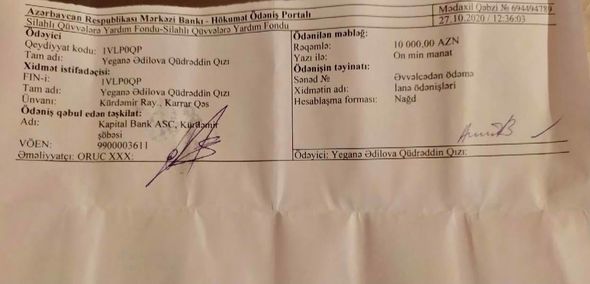 Azərbaycan Respublikası Mərkəzi Bankı - Hökumət Ödəniş Portalı
Silahlı Qüvvələrə Yardım Fondu-Silahlı Qüvvələrə Yardım Fondu
Mədaxil Qəbzi № 694494789
27.10.2020 / 12:36:03
Ödəyici
Qeydiyyat kodu: 1VLP0QP
Tam adı: Yeganə Ədilova Qüdrəddin Qızı
Xidmət istifadəçisi:
FİN-i: 1VLP0QP
Tam adı: Yeganə Ədilova Qüdrəddin Qızı
Ünvanı: Kürdəmir Ray., Karrar Qəs
Ödəniş qəbul edən təşkilat:
Adı: Kapital Bank ASC, Kürdəmir
şöbəsi
VÖEN: 9900003611
Əməliyyatçı: ORUC XXX:
Ödənilən məbləğ:
Rəqəmlə: 10 000,00 AZN
Yazı ilə: On min manat
Ödənişin təyinatı:
Sənəd № Əvvəlcədən ödəmə
Xidmətin adı: İanə ödənişləri
Hesablaşma forması: Nağd
Ödəyici: Yeganə Ədilova Qüdrəddin Qızı: